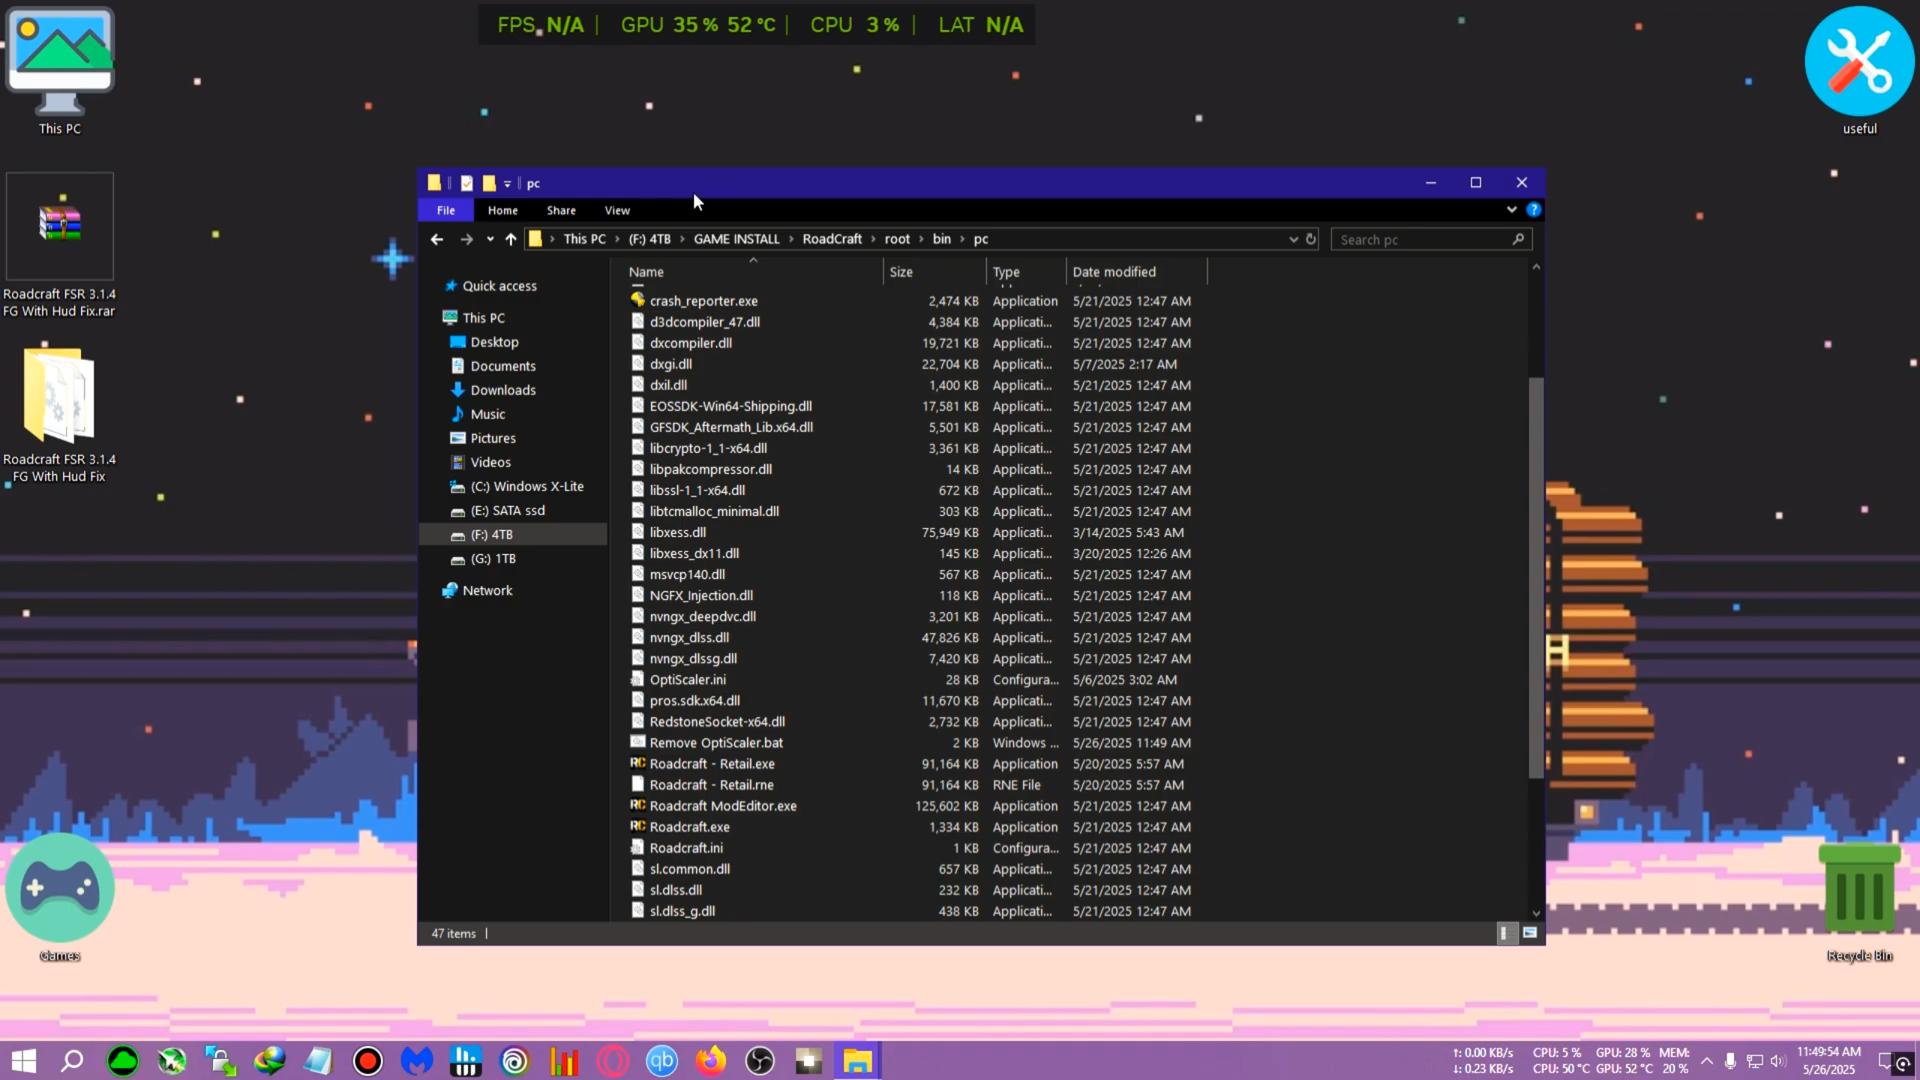 FPS N/A | GPU 35 % 52 °C | CPU 3 % | LAT N/A
This PC
useful
Roadcraft FSR 3.1.4
FG With Hud Fix.rar
Roadcraft FSR 3.1.4
FG With Hud Fix
Games
Recycle Bin
pc
File Home Share View
This PC > (F:) 4TB > GAME INSTALL > RoadCraft > root > bin > pc
Search pc
Quick access
This PC
Desktop
Documents
Downloads
Music
Pictures
Videos
(C:) Windows X-Lite
(E:) SATA ssd
(F:) 4TB
(G:) 1TB
Network
Name Size Type Date modified
crash_reporter.exe 2,474 KB Application 5/21/2025 12:47 AM
d3dcompiler_47.dll 4,384 KB Applicati... 5/21/2025 12:47 AM
dxcompiler.dll 19,721 KB Applicati... 5/21/2025 12:47 AM
dxgi.dll 22,704 KB Applicati... 5/7/2025 2:17 AM
dxil.dll 1,400 KB Applicati... 5/21/2025 12:47 AM
EOSSDK-Win64-Shipping.dll 17,581 KB Applicati... 5/21/2025 12:47 AM
GFSDK_Aftermath_Lib.x64.dll 5,501 KB Applicati... 5/21/2025 12:47 AM
libcrypto-1_1-x64.dll 3,361 KB Applicati... 5/21/2025 12:47 AM
libpakcompressor.dll 14 KB Applicati... 5/21/2025 12:47 AM
libssl-1_1-x64.dll 672 KB Applicati... 5/21/2025 12:47 AM
libtcmalloc_minimal.dll 303 KB Applicati... 5/21/2025 12:47 AM
libxess.dll 75,949 KB Applicati... 3/14/2025 5:43 AM
libxess_dx11.dll 145 KB Applicati... 3/20/2025 12:26 AM
msvcp140.dll 567 KB Applicati... 5/21/2025 12:47 AM
NGFX_Injection.dll 118 KB Applicati... 5/21/2025 12:47 AM
nvngx_deepdvc.dll 3,201 KB Applicati... 5/21/2025 12:47 AM
nvngx_dlss.dll 47,826 KB Applicati... 5/21/2025 12:47 AM
nvngx_dlssg.dll 7,420 KB Applicati... 5/21/2025 12:47 AM
OptiScaler.ini 28 KB Configura... 5/6/2025 3:02 AM
pros.sdk.x64.dll 11,670 KB Applicati... 5/21/2025 12:47 AM
RedstoneSocket-x64.dll 2,732 KB Applicati... 5/21/2025 12:47 AM
Remove OptiScaler.bat 2 KB Windows ... 5/26/2025 11:49 AM
Roadcraft - Retail.exe 91,164 KB Application 5/20/2025 5:57 AM
Roadcraft - Retail.rne 91,164 KB RNE File 5/20/2025 5:57 AM
Roadcraft ModEditor.exe 125,602 KB Application 5/21/2025 12:47 AM
Roadcraft.exe 1,334 KB Application 5/21/2025 12:47 AM
Roadcraft.ini 1 KB Configura... 5/21/2025 12:47 AM
sl.common.dll 657 KB Applicati... 5/21/2025 12:47 AM
sl.dlss.dll 232 KB Applicati... 5/21/2025 12:47 AM
sl.dlss_g.dll 438 KB Applicati... 5/21/2025 12:47 AM
47 items
↑: 0.00 KB/s CPU: 5 % GPU: 28 % MEM:
↓: 0.23 KB/s CPU: 50 °C GPU: 52 °C 20 %
11:49:54 AM
5/26/2025